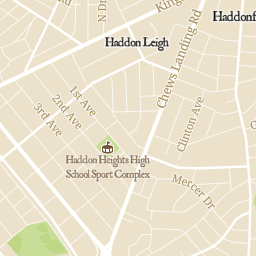 N Dr
King
Haddonf
Haddon Leigh
Chews Landing Rd
1st Ave
2nd Ave
3rd Ave
Clinton Ave
Haddon Heights High
School Sport Complex
Mercer Dr